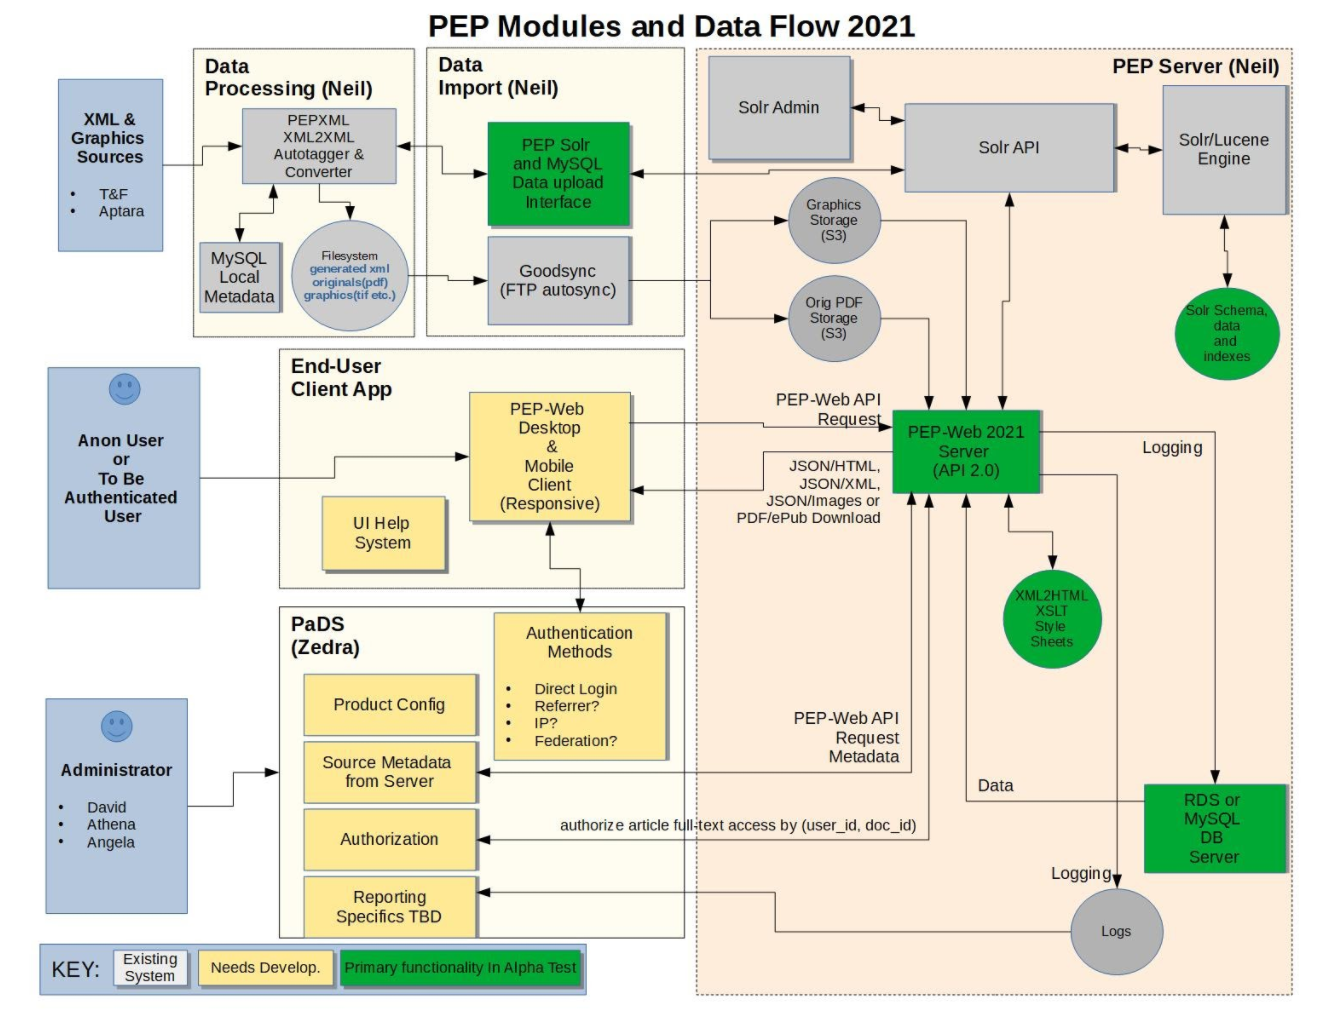 PEP Modules and Data Flow 2021
XML &
Graphics
Sources
• T&F
• Aptara
Data
Processing (Neil)
PEPXML
XML2XML
Autotagger &
Converter
MySQL
Local
Metadata
Filesystem
generated xml
originals(pdf)
graphics(tif etc.)
Data
Import (Neil)
PEP Solr
and MySQL
Data upload
Interface
Goodsync
(FTP autosync)
PEP Server (Neil)
Solr Admin
Solr API
Solr/Lucene
Engine
Graphics
Storage
(S3)
Orig PDF
Storage
(S3)
Solr Schema,
data
and
indexes
Anon User
or
To Be
Authenticated
User
End-User
Client App
PEP-Web
Desktop
&
Mobile
Client
(Responsive)
UI Help
System
PEP-Web API
Request
JSON/HTML,
JSON/XML,
JSON/Images or
PDF/ePub Download
PEP-Web 2021
Server
(API 2.0)
Logging
XML2HTML
XSLT
Style
Sheets
Administrator
• David
• Athena
• Angela
PaDS
(Zedra)
Authentication
Methods
• Direct Login
• Referrer?
• IP?
• Federation?
Product Config
Source Metadata
from Server
Authorization
Reporting
Specifics TBD
PEP-Web API
Request
Metadata
authorize article full-text access by (user_id, doc_id)
Data
RDS or
MySQL
DB
Server
Logging
Logs
KEY:
Existing
System
Needs Develop.
Primary functionality In Alpha Test